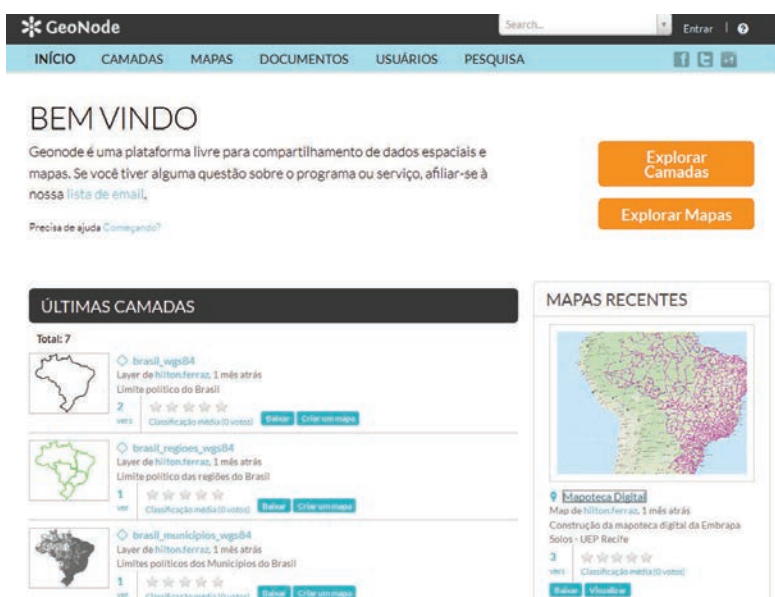 GeoNode
Search...
Entrar | ?
INÍCIO CAMADAS MAPAS DOCUMENTOS USUÁRIOS PESQUISA
BEM VINDO
Geonode é uma plataforma livre para compartilhamento de dados espaciais e
mapas. Se você tiver alguma questão sobre o programa ou serviço, afiliar-se à
nossa lista de email.
Precisa de ajuda Começando?
Explorar
Camadas
Explorar Mapas
ÚLTIMAS CAMADAS
Total: 7
brasil_wgs84
Layer de hilton.ferraz, 1 mês atrás
Limite político do Brasil
2
vers
Classificação média (0 votos)
Baixar Criar um mapa
brasil_regioes_wgs84
Layer de hilton.ferraz, 1 mês atrás
Limite político das regiões do Brasil
1
ver
Classificação média (0 votos)
Baixar Criar um mapa
brasil_municipios_wgs84
Layer de hilton.ferraz, 1 mês atrás
Limites políticos dos Municípios do Brasil
1
ver
Classificação média (0 votos)
Baixar Criar um mapa
MAPAS RECENTES
Mapoteca Digital
Map de hilton.ferraz, 1 mês atrás
Construção da mapoteca digital da Embrapa
Solos - UEP Recife
3
vers
Classificação média (0 votos)
Baixar Visualizar